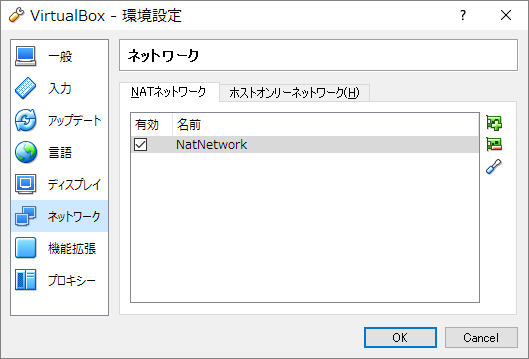 VirtualBox - 環境設定
?
一般
入力
アップデート
言語
ディスプレイ
ネットワーク
機能拡張
プロキシー
ネットワーク
NATネットワーク
ホストオンリーネットワーク(H)
有効 名前
NatNetwork
OK Cancel